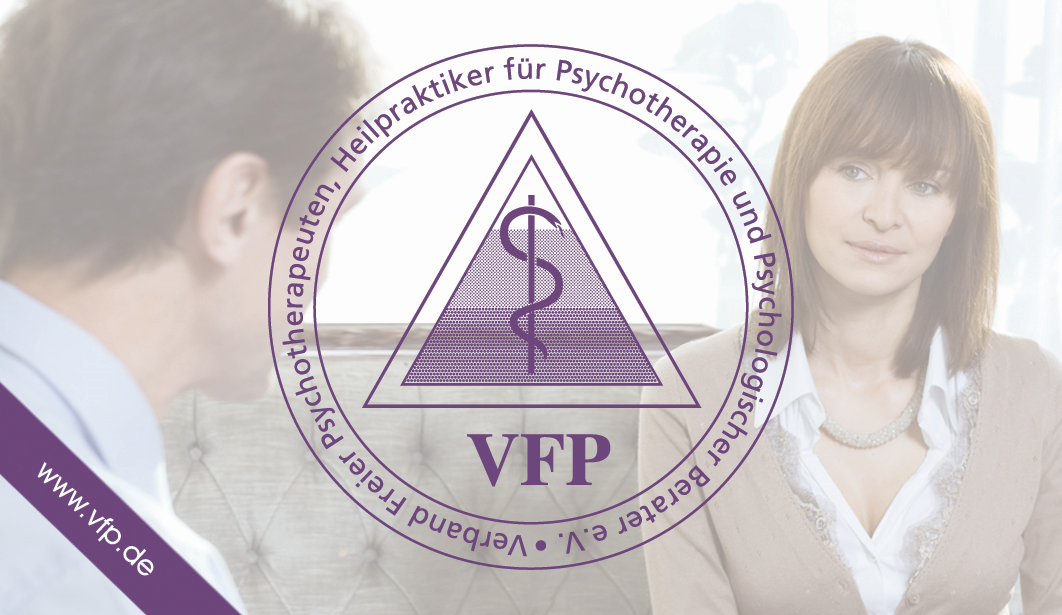 Verband Freier Psychotherapeuten, Heilpraktiker für Psychotherapie und Psychologischer Berater e.V. •
VFP
www.vfp.de